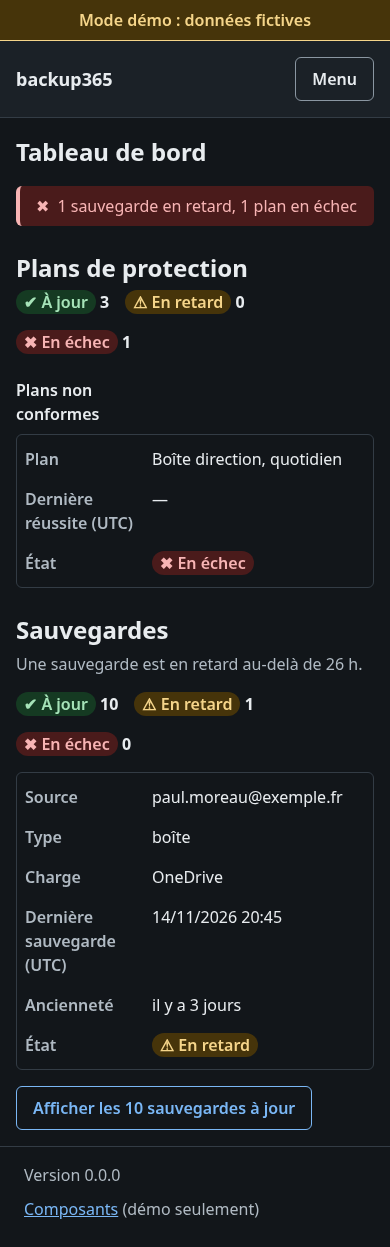 Mode démo : données fictives
backup365
Menu
Tableau de bord
✖ 1 sauvegarde en retard, 1 plan en échec
Plans de protection
✔ À jour 3 ⚠ En retard 0
✖ En échec 1
Plans non
conformes
Plan Boîte direction, quotidien
Dernière —
réussite (UTC)
État ✖ En échec
Sauvegardes
Une sauvegarde est en retard au-delà de 26 h.
✔ À jour 10 ⚠ En retard 1
✖ En échec 0
Source paul.moreau@exemple.fr
Type boîte
Charge OneDrive
Dernière 14/11/2026 20:45
sauvegarde
(UTC)
Ancienneté il y a 3 jours
État ⚠ En retard
Afficher les 10 sauvegardes à jour
Version 0.0.0
Composants (démo seulement)